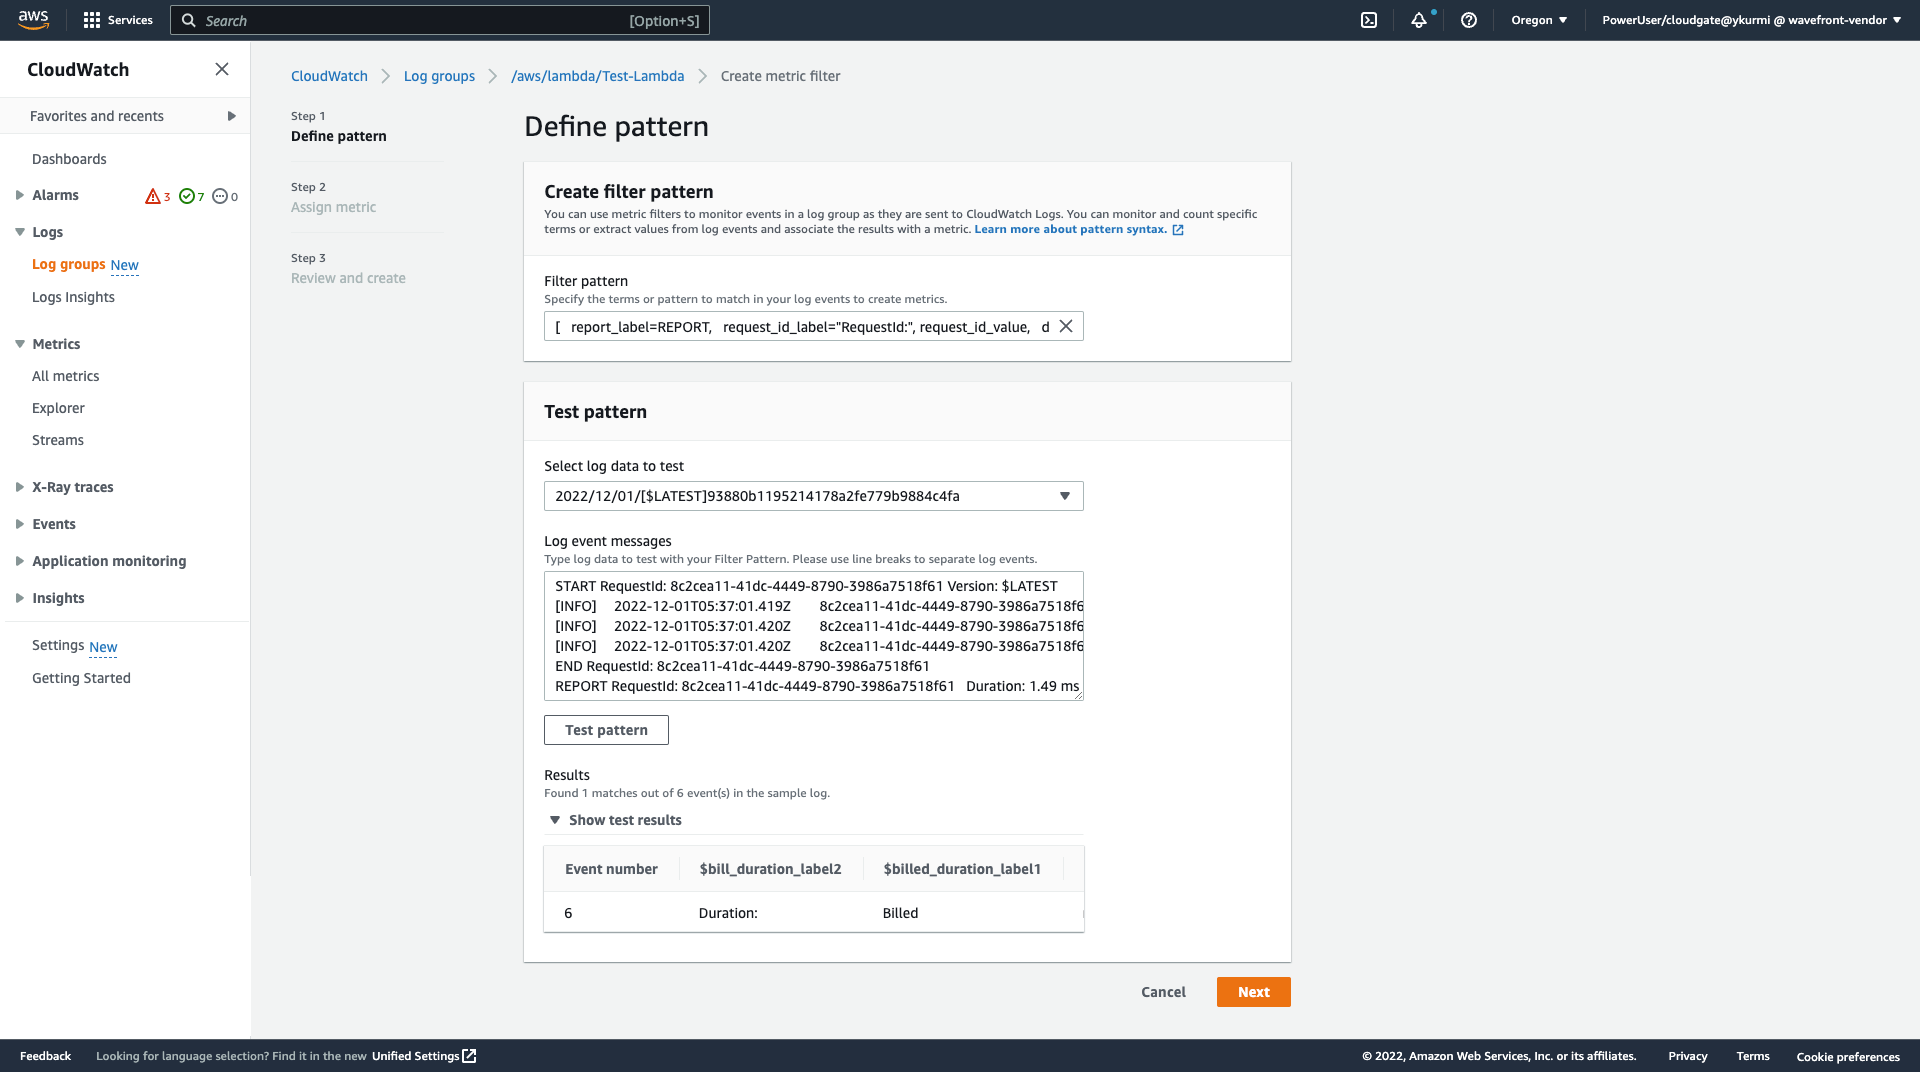 aws
Services
Search
[Option+S]
Oregon
PowerUser/cloudgate@ykurmi @ wavefront-vendor
CloudWatch
Favorites and recents
Dashboards
Alarms
3
7
0
Logs
Log groups New
Logs Insights
Metrics
All metrics
Explorer
Streams
X-Ray traces
Events
Application monitoring
Insights
Settings New
Getting Started
CloudWatch
Log groups
/aws/lambda/Test-Lambda
Create metric filter
Step 1
Define pattern
Step 2
Assign metric
Step 3
Review and create
Define pattern
Create filter pattern
You can use metric filters to monitor events in a log group as they are sent to CloudWatch Logs. You can monitor and count specific
terms or extract values from log events and associate the results with a metric. Learn more about pattern syntax.
Filter pattern
Specify the terms or pattern to match in your log events to create metrics.
[ report_label=REPORT, request_id_label="RequestId:", request_id_value, d
Test pattern
Select log data to test
2022/12/01/[$LATEST]93880b1195214178a2fe779b9884c4fa
Log event messages
Type log data to test with your Filter Pattern. Please use line breaks to separate log events.
START RequestId: 8c2cea11-41dc-4449-8790-3986a7518f61 Version: $LATEST
[INFO] 2022-12-01T05:37:01.419Z 8c2cea11-41dc-4449-8790-3986a7518f6
[INFO] 2022-12-01T05:37:01.420Z 8c2cea11-41dc-4449-8790-3986a7518f6
[INFO] 2022-12-01T05:37:01.420Z 8c2cea11-41dc-4449-8790-3986a7518f6
END RequestId: 8c2cea11-41dc-4449-8790-3986a7518f61
REPORT RequestId: 8c2cea11-41dc-4449-8790-3986a7518f61 Duration: 1.49 ms
Test pattern
Results
Found 1 matches out of 6 event(s) in the sample log.
Show test results
Event number $bill_duration_label2 $billed_duration_label1
6 Duration: Billed
Cancel
Next
Feedback
Looking for language selection? Find it in the new Unified Settings
© 2022, Amazon Web Services, Inc. or its affiliates.
Privacy
Terms
Cookie preferences